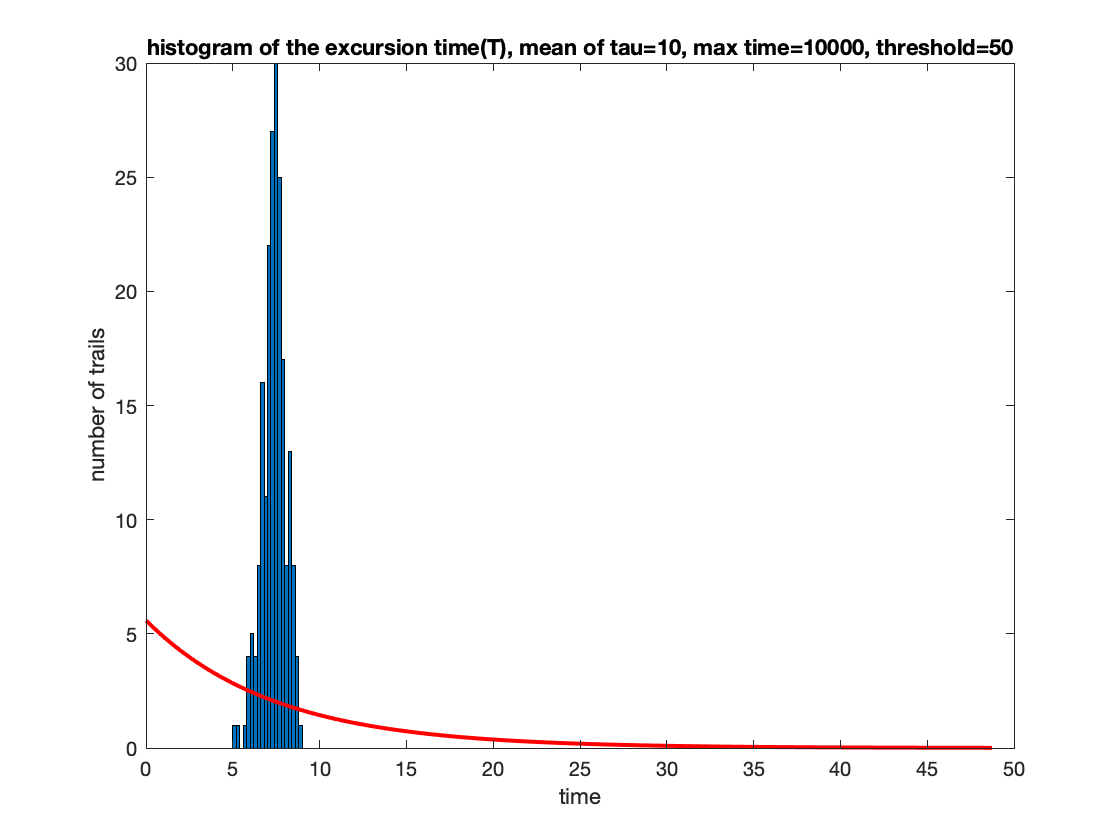 histogram of the excursion time(T), mean of tau=10, max time=10000, threshold=50
30
25
20
15
10
5
0
number of trails
0 5 10 15 20 25 30 35 40 45 50
time